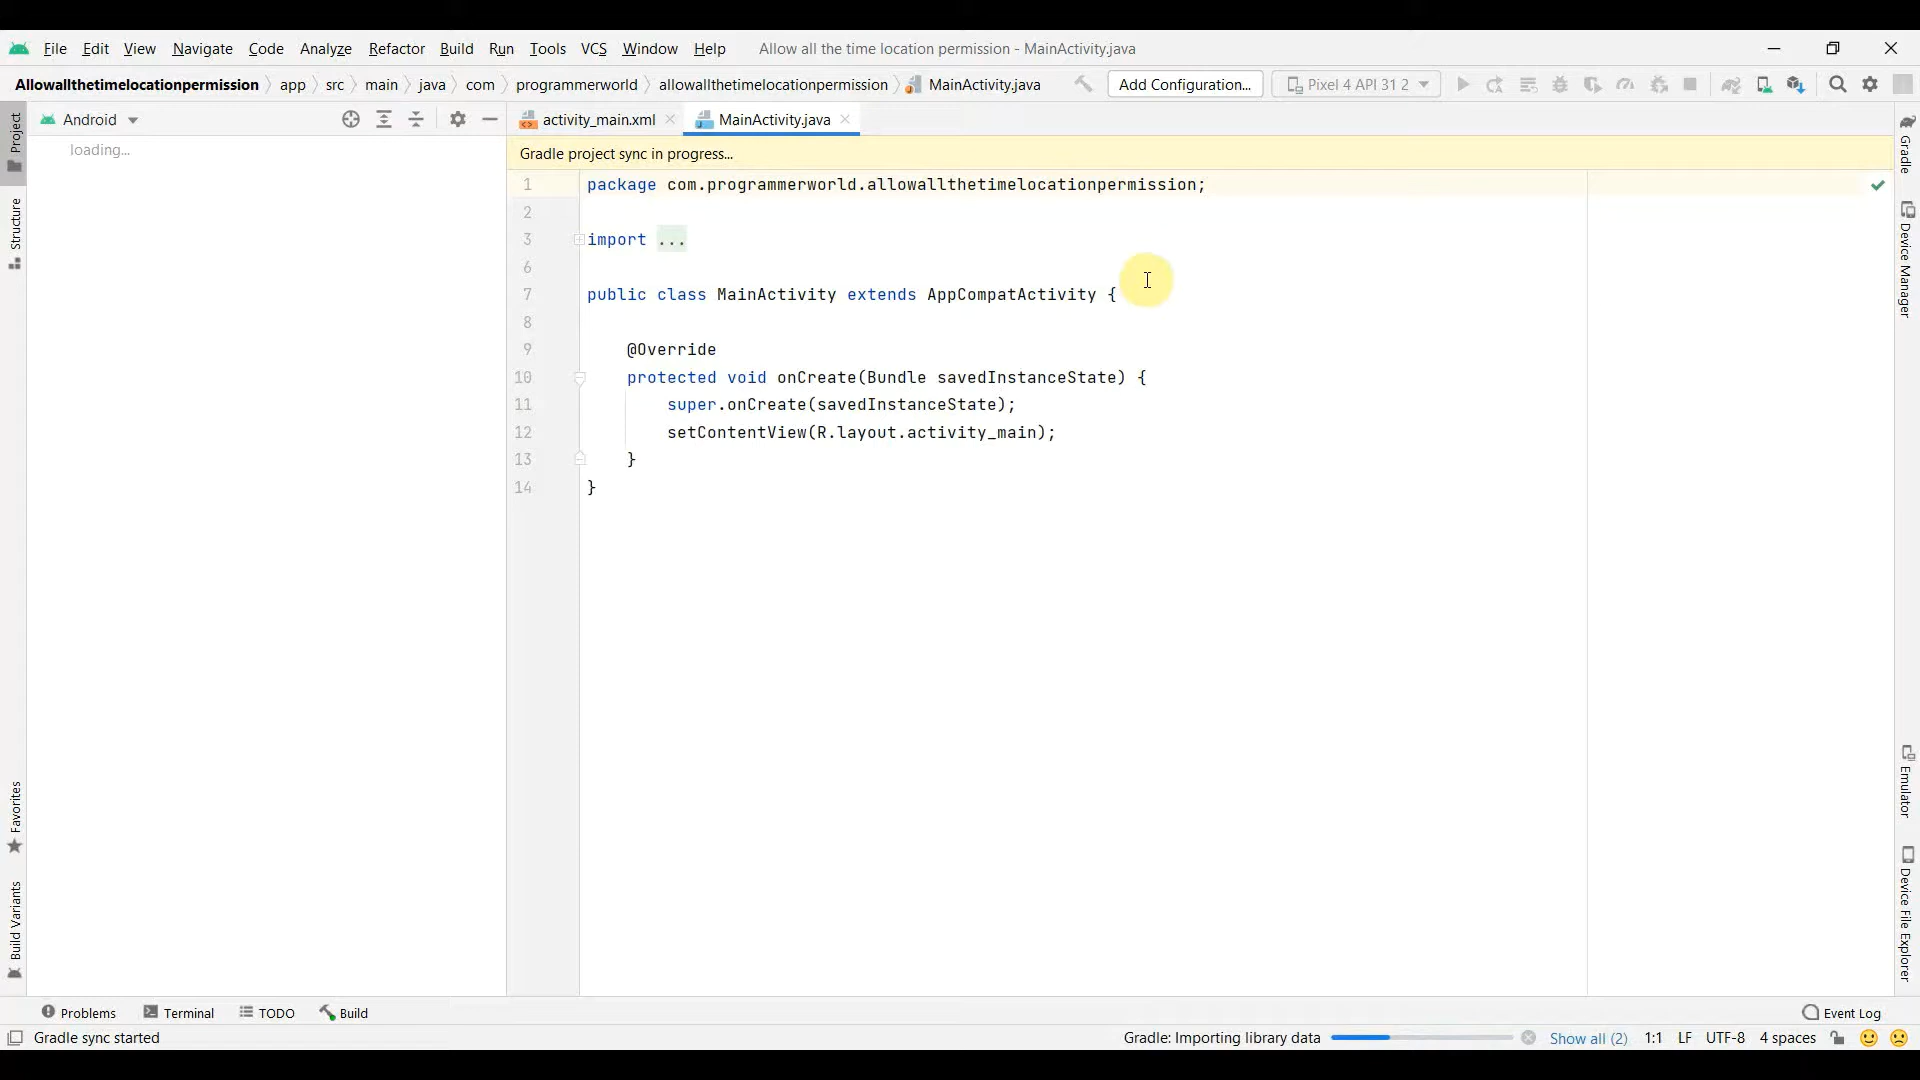 File Edit View Navigate Code Analyze Refactor Build Run Tools VCS Window Help Allow all the time location permission - MainActivity.java
Allowallthetimelocationpermission app src main java com programmerworld allowallthetimelocationpermission MainActivity.java Add Configuration... Pixel 4 API 31 2
Project
Structure
Favorites
Build Variants
Android
loading...
activity_main.xml MainActivity.java
Gradle project sync in progress...
1 package com.programmerworld.allowallthetimelocationpermission;
2
3 import ...
6
7 public class MainActivity extends AppCompatActivity {
8
9 @Override
10 protected void onCreate(Bundle savedInstanceState) {
11 super.onCreate(savedInstanceState);
12 setContentView(R.layout.activity_main);
13 }
14 }
Gradle
Device Manager
Emulator
Device File Explorer
Problems Terminal TODO Build Event Log
Gradle sync started Gradle: Importing library data Show all (2) 1:1 LF UTF-8 4 spaces